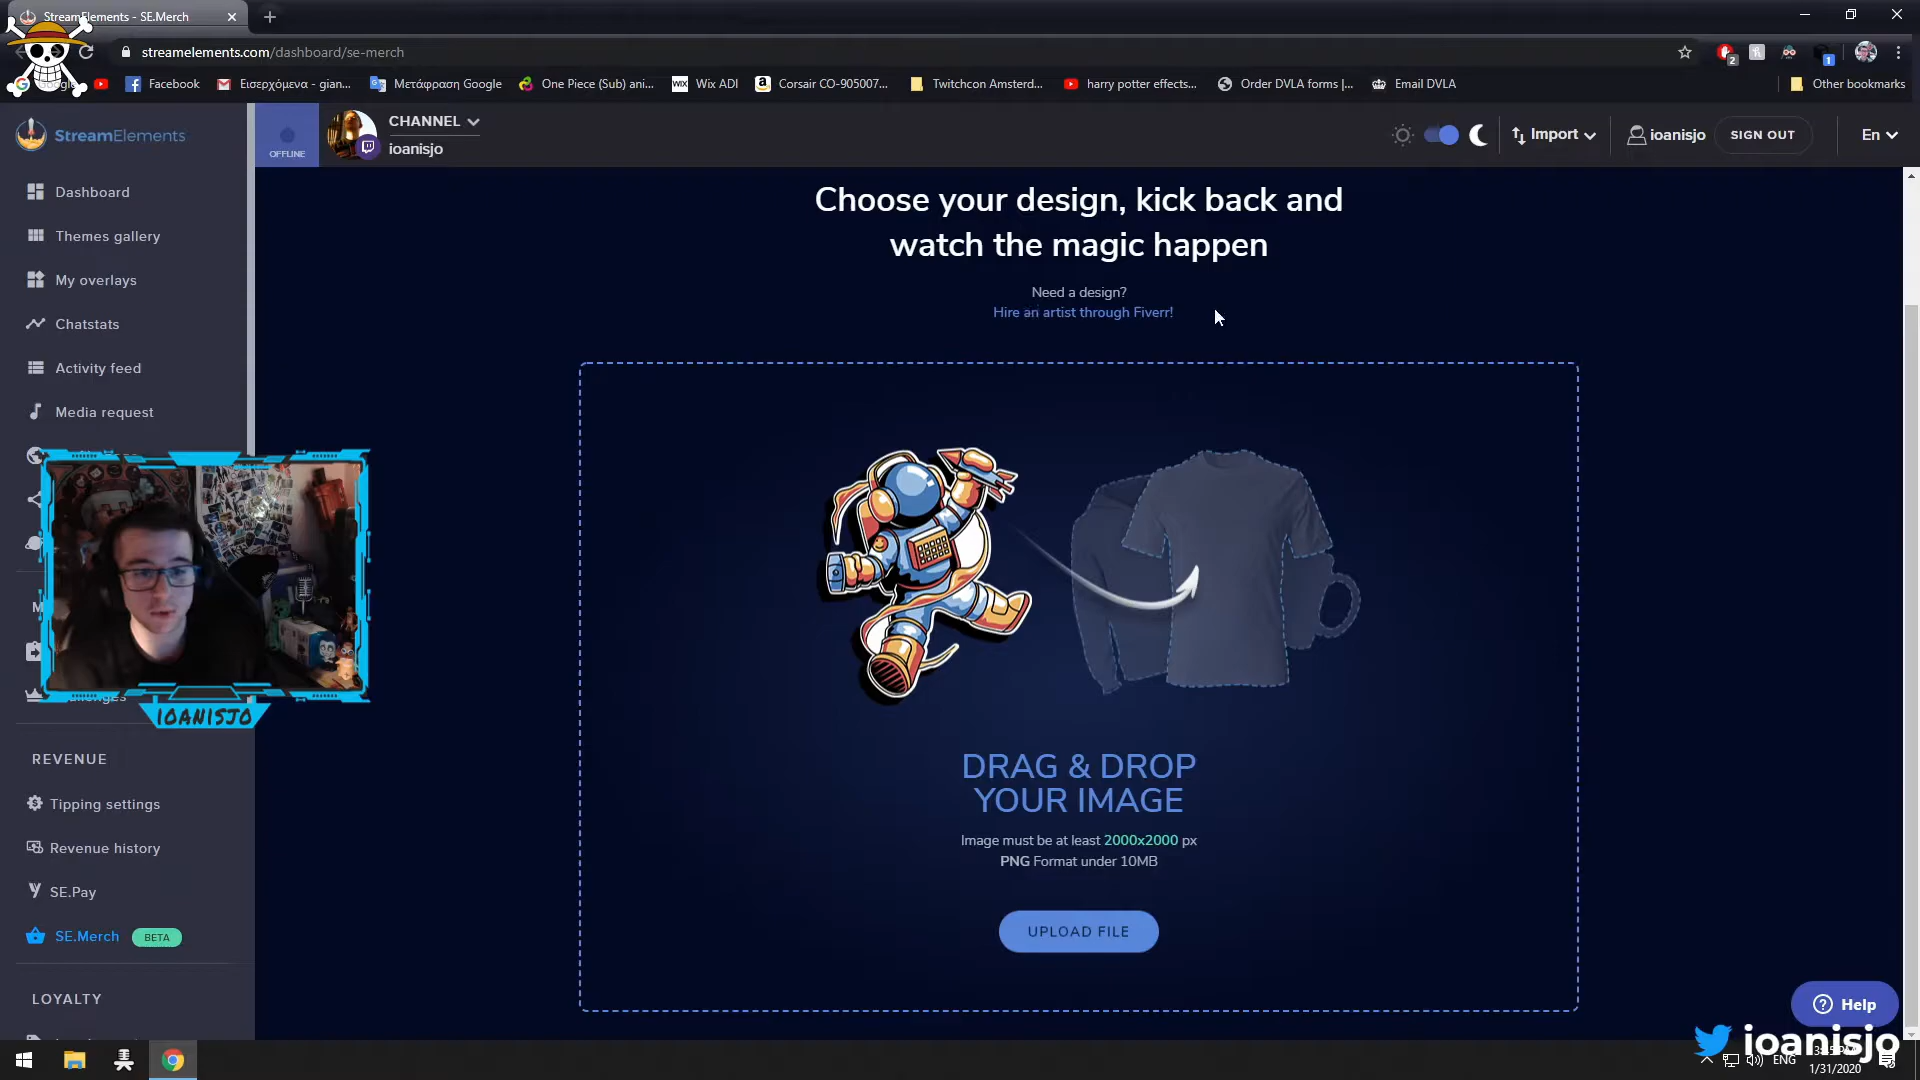 StreamElements - SE.Merch
streamelements.com/dashboard/se-merch
2
1
Google
Facebook
Εισερχόμενα - gian...
Μετάφραση Google
One Piece (Sub) ani...
WIX
Wix ADI
Corsair CO-905007...
Twitchcon Amsterd...
harry potter effects...
Order DVLA forms |...
Email DVLA
Other bookmarks
StreamElements
OFFLINE
CHANNEL
ioanisjo
Import
ioanisjo
SIGN OUT
En
Dashboard
Themes gallery
My overlays
Chatstats
Activity feed
Media request
IOANISJO
REVENUE
Tipping settings
Revenue history
SE.Pay
SE.Merch
BETA
LOYALTY
Choose your design, kick back and
watch the magic happen
Need a design?
Hire an artist through Fiverr!
DRAG & DROP
YOUR IMAGE
Image must be at least 2000x2000 px
PNG Format under 10MB
UPLOAD FILE
Help
ioanisjo
ENG
1/31/2020